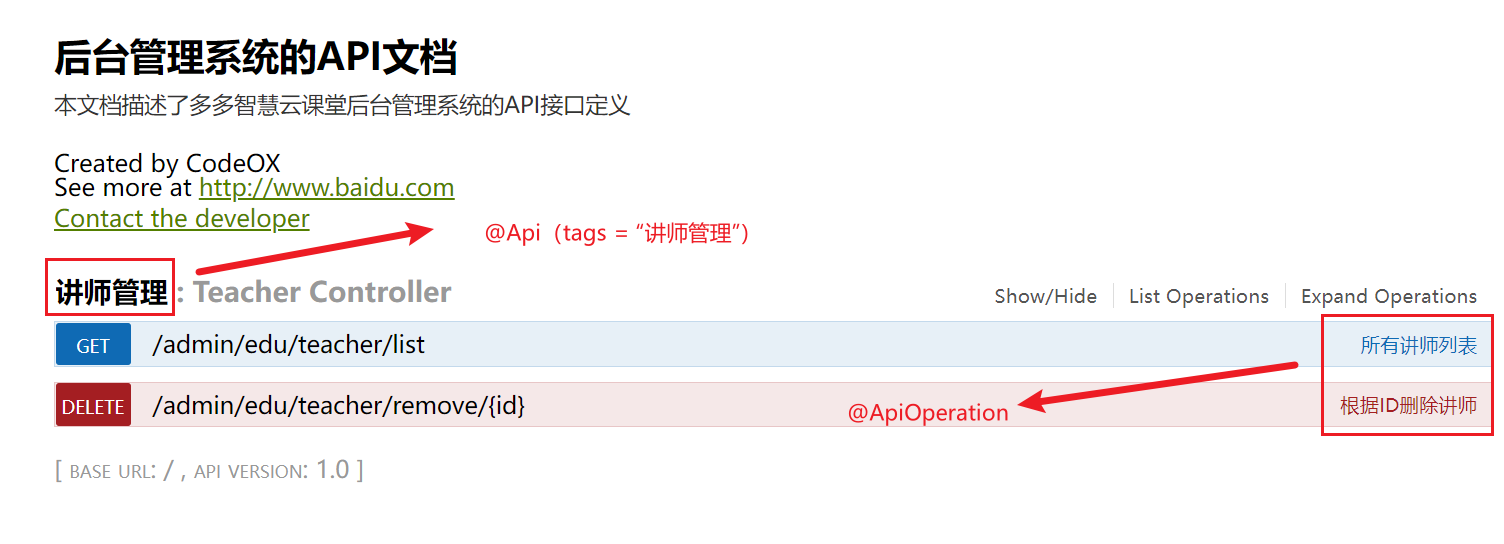 后台管理系统的API文档
本文档描述了多多智慧云课堂后台管理系统的API接口定义
Created by CodeOX
See more at http://www.baidu.com
Contact the developer
@Api（tags = “讲师管理”）
讲师管理 : Teacher Controller
Show/Hide
List Operations
Expand Operations
GET /admin/edu/teacher/list 所有讲师列表
DELETE /admin/edu/teacher/remove/{id} 根据ID删除讲师
@ApiOperation
[ BASE URL: / , API VERSION: 1.0 ]